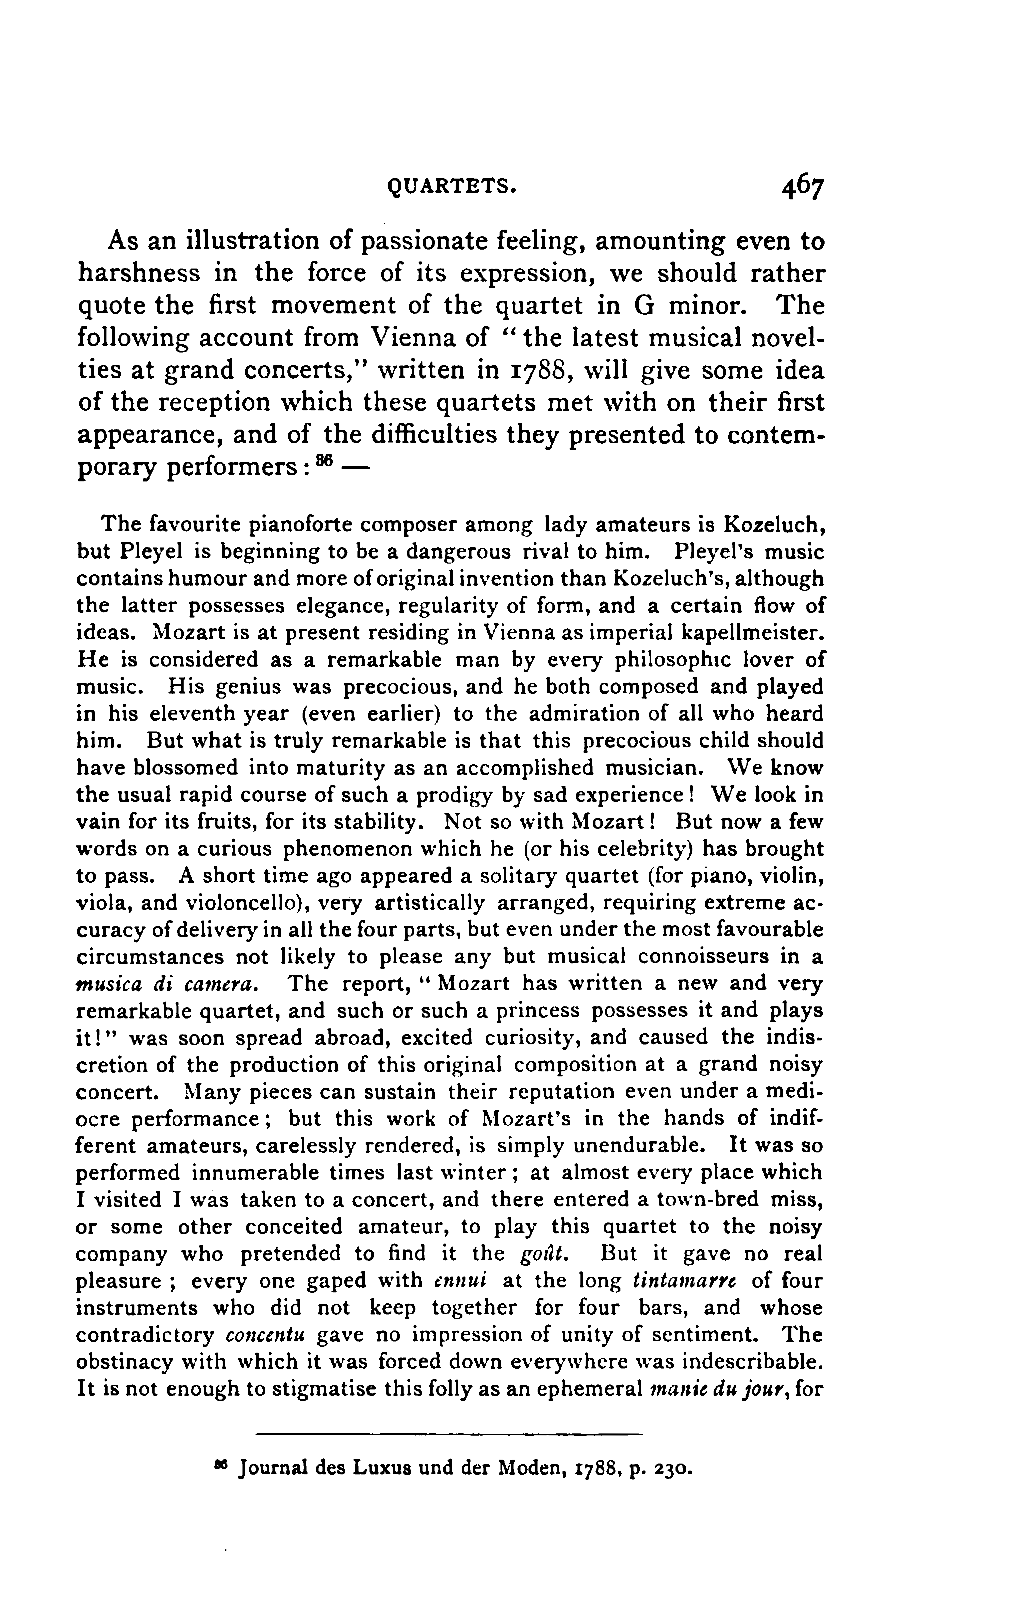 QUARTETS. 467
As an illustration of passionate feeling, amounting even to
harshness in the force of its expression, we should rather
quote the first movement of the quartet in G minor. The
following account from Vienna of “ the latest musical novel-
ties at grand concerts,” written in 1788, will give some idea
of the reception which these quartets met with on their first
appearance, and of the difficulties they presented to contem-
porary performers : 86 —
The favourite pianoforte composer among lady amateurs is Kozeluch,
but Pleyel is beginning to be a dangerous rival to him. Pleyel's music
contains humour and more of original invention than Kozeluch's, although
the latter possesses elegance, regularity of form, and a certain flow of
ideas. Mozart is at present residing in Vienna as imperial kapellmeister.
He is considered as a remarkable man by every philosophic lover of
music. His genius was precocious, and he both composed and played
in his eleventh year (even earlier) to the admiration of all who heard
him. But what is truly remarkable is that this precocious child should
have blossomed into maturity as an accomplished musician. We know
the usual rapid course of such a prodigy by sad experience! We look in
vain for its fruits, for its stability. Not so with Mozart! But now a few
words on a curious phenomenon which he (or his celebrity) has brought
to pass. A short time ago appeared a solitary quartet (for piano, violin,
viola, and violoncello), very artistically arranged, requiring extreme ac-
curacy of delivery in all the four parts, but even under the most favourable
circumstances not likely to please any but musical connoisseurs in a
musica di camera. The report, “ Mozart has written a new and very
remarkable quartet, and such or such a princess possesses it and plays
it!” was soon spread abroad, excited curiosity, and caused the indis-
cretion of the production of this original composition at a grand noisy
concert. Many pieces can sustain their reputation even under a medi-
ocre performance ; but this work of Mozart's in the hands of indif-
ferent amateurs, carelessly rendered, is simply unendurable. It was so
performed innumerable times last winter ; at almost every place which
I visited I was taken to a concert, and there entered a town-bred miss,
or some other conceited amateur, to play this quartet to the noisy
company who pretended to find it the goût. But it gave no real
pleasure ; every one gaped with ennui at the long tintamarre of four
instruments who did not keep together for four bars, and whose
contradictory concentu gave no impression of unity of sentiment. The
obstinacy with which it was forced down everywhere was indescribable.
It is not enough to stigmatise this folly as an ephemeral manie du jour, for
86 Journal des Luxus und der Moden, 1788, p. 230.